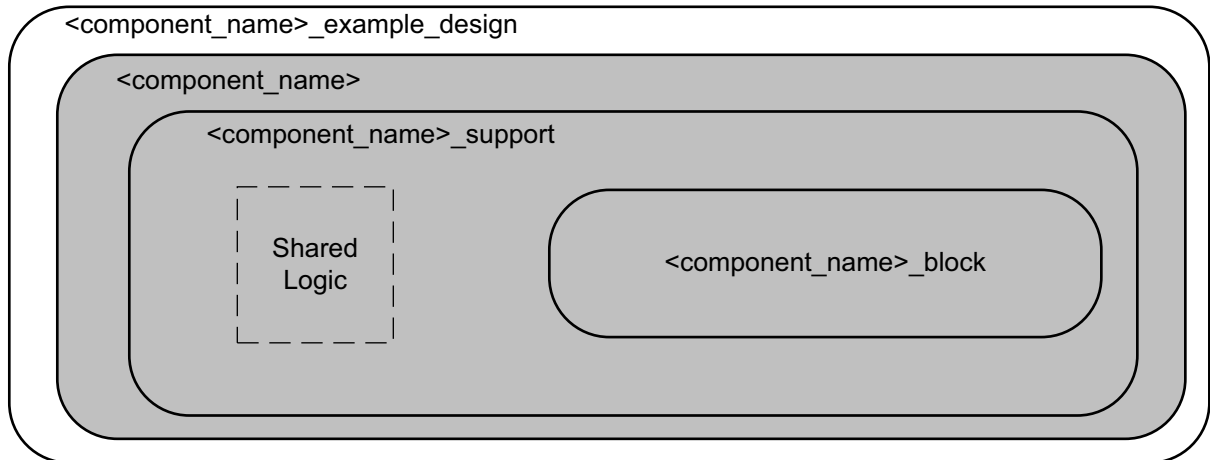 <component_name>_example_design
<component_name>
<component_name>_support
Shared
Logic
<component_name>_block